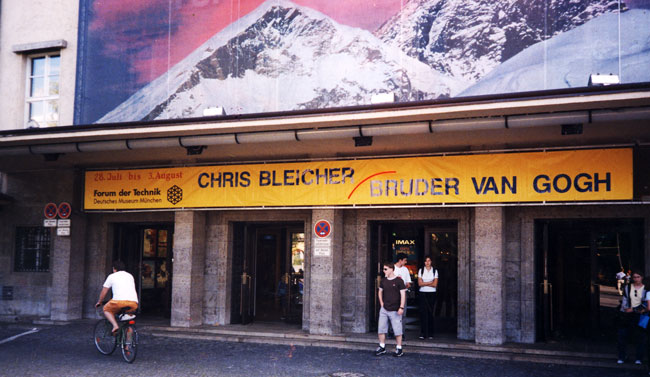 28. Juli bis 3. August
Forum der Technik
Deutsches Museum München
CHRIS BLEICHER
BRUDER VAN GOGH
IMAX